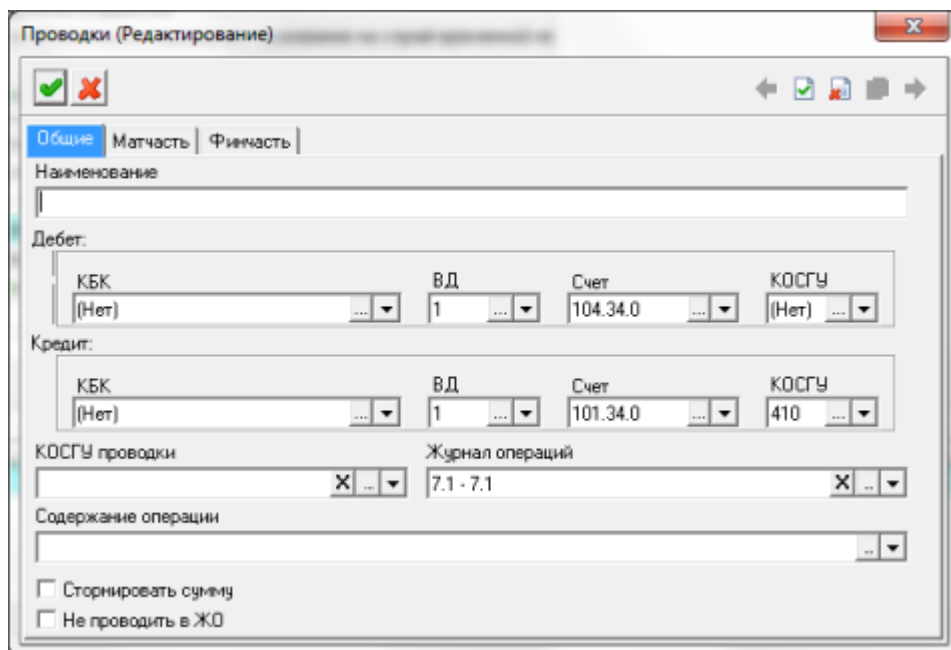 Проводки (Редактирование)
Общие Матчасть Финчасть
Наименование
Дебет:
КБК ВД Счет КОСГУ
(Нет) ... 1 ... 104.34.0 ... (Нет) ...
Кредит:
КБК ВД Счет КОСГУ
(Нет) ... 1 ... 101.34.0 ... 410 ...
КОСГУ проводки Журнал операций
X ... 7.1 - 7.1 X ..
Содержание операции
..
Сторнировать сумму
Не проводить в ЖО